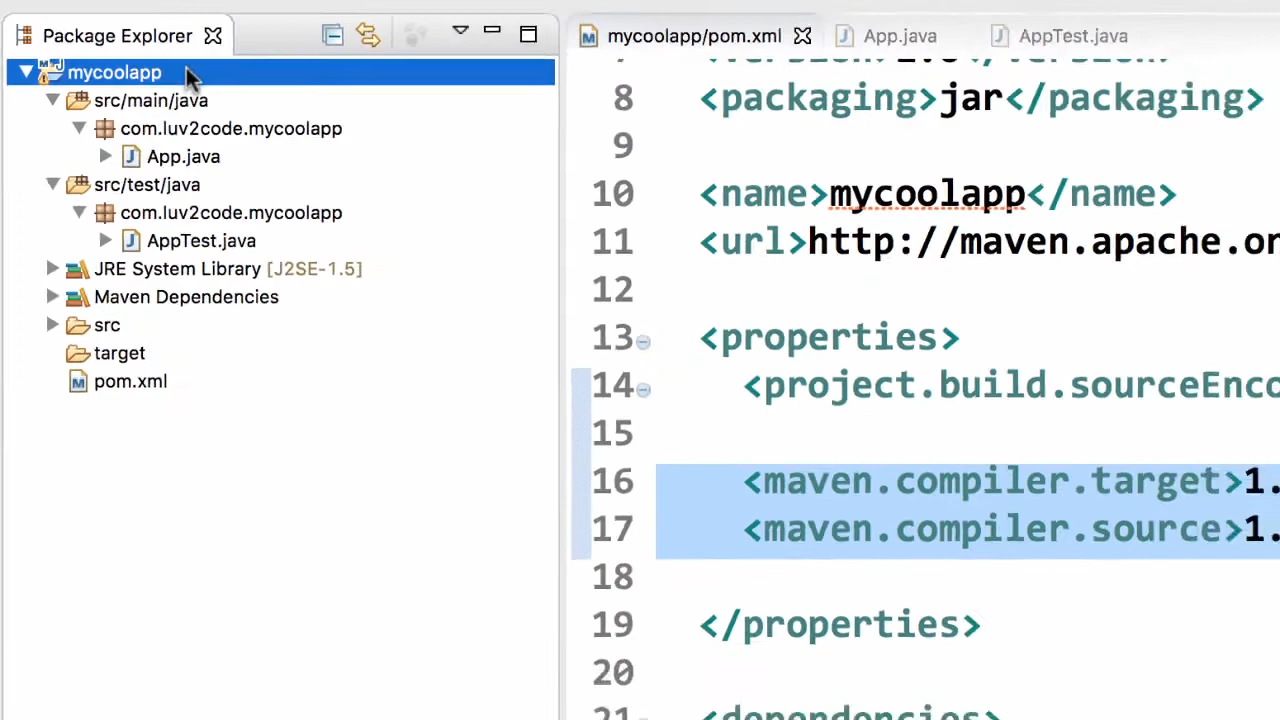 Package Explorer
mycoolapp
src/main/java
com.luv2code.mycoolapp
App.java
src/test/java
com.luv2code.mycoolapp
AppTest.java
JRE System Library [J2SE-1.5]
Maven Dependencies
src
target
pom.xml
mycoolapp/pom.xml App.java AppTest.java
8 <packaging>jar</packaging>
9
10 <name>mycoolapp</name>
11 <url>http://maven.apache.or
12
13 <properties>
14 <project.build.sourceEnco
15
16 <maven.compiler.target>1.
17 <maven.compiler.source>1.
18
19 </properties>
20
21 <dependencies>